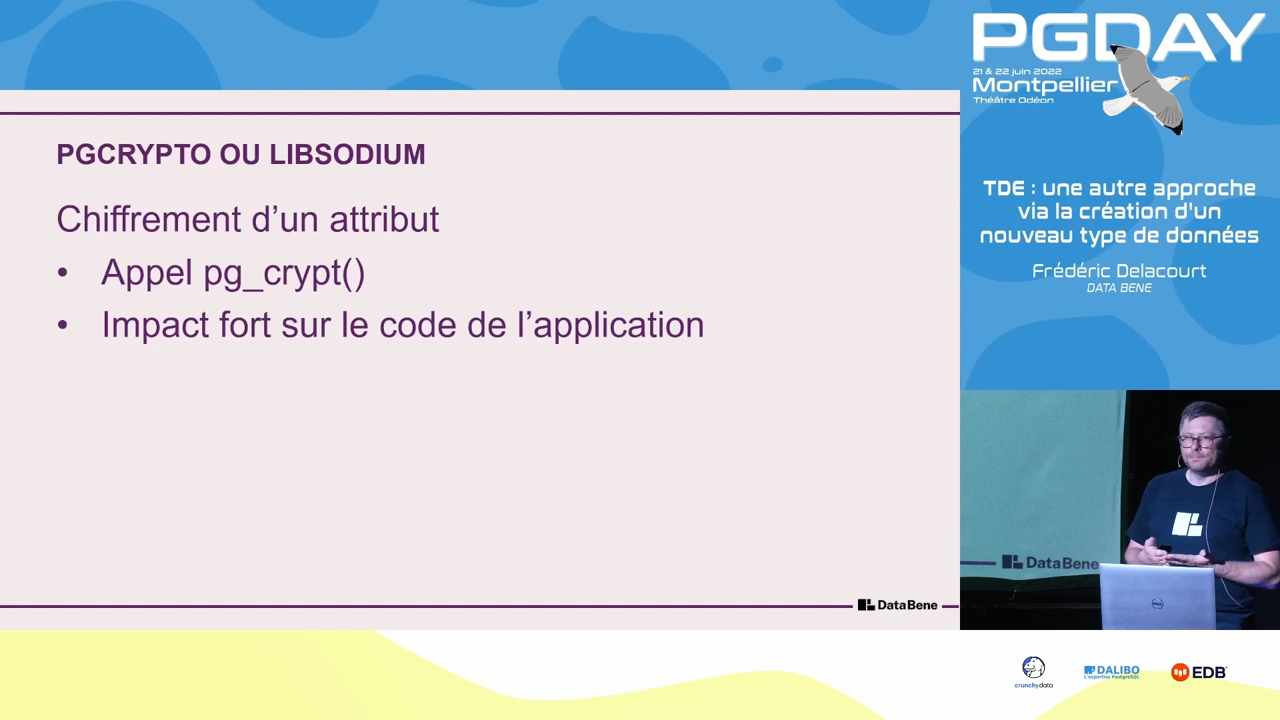 PGCRYPTO OU LIBSODIUM
Chiffrement d’un attribut
• Appel pg_crypt()
• Impact fort sur le code de l’application
DataBene
PGDAY
21 & 22 juin 2022
Montpellier
Théâtre Odéon
TDE : une autre approche
via la création d'un
nouveau type de données
Frédéric Delacourt
DATA BENE
DataBene
DELL
crunchydata
DALIBO
L'expertise PostgreSQL
EDB